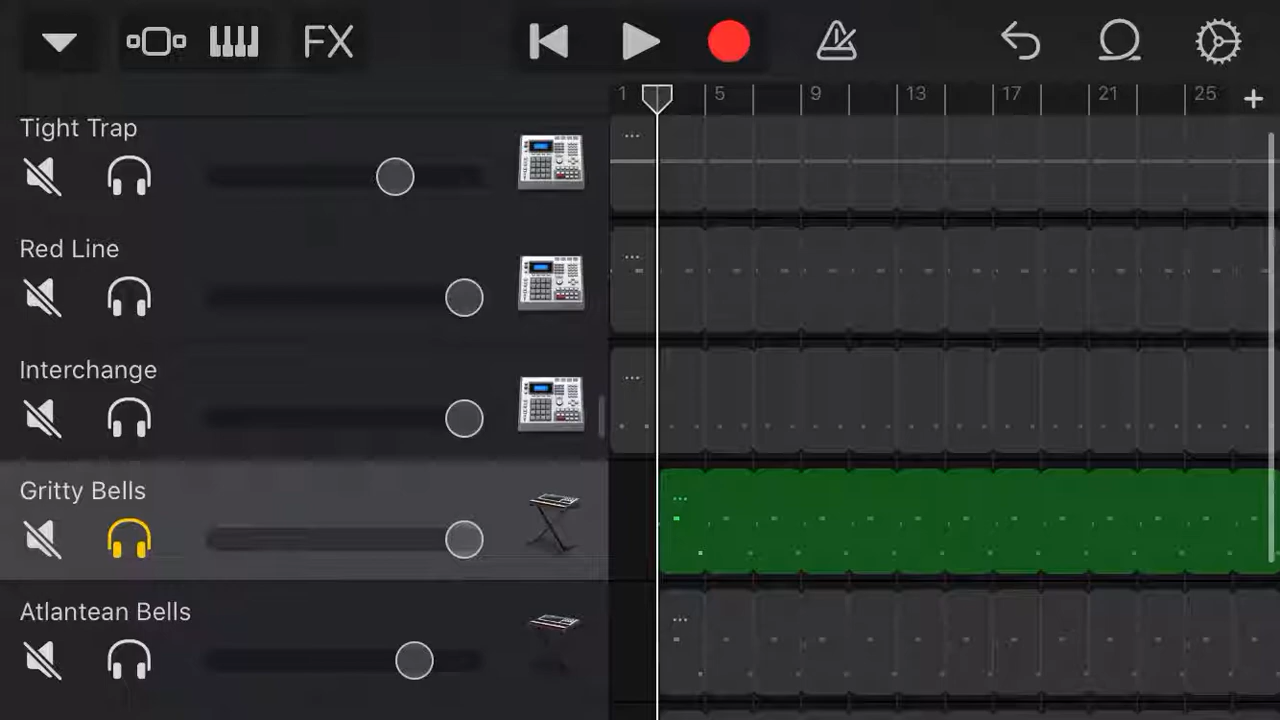 FX
1 5 9 13 17 21 25 +
Tight Trap
Red Line
Interchange
Gritty Bells
Atlantean Bells